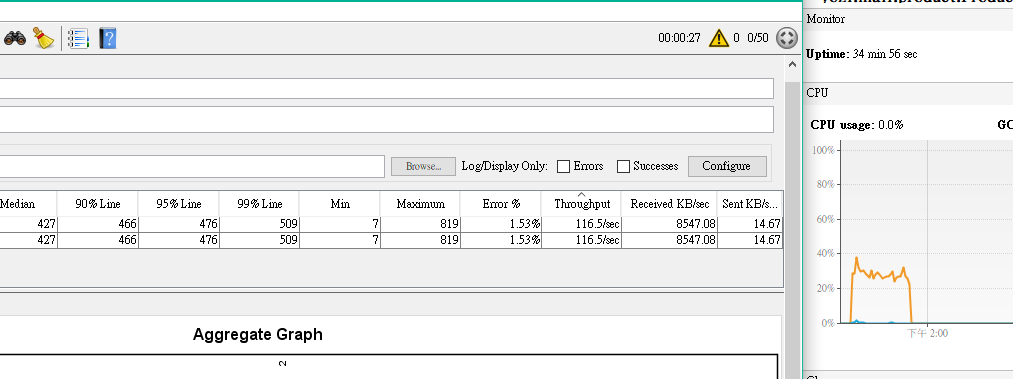 00:00:27 0 0/50
Browse... Log/Display Only: Errors Successes Configure
Median 90% Line 95% Line 99% Line Min Maximum Error % Throughput Received KB/sec Sent KB/s...
427 466 476 509 7 819 1.53% 116.5/sec 8547.08 14.67
427 466 476 509 7 819 1.53% 116.5/sec 8547.08 14.67
Aggregate Graph
2
Monitor
Uptime: 34 min 56 sec
CPU
CPU usage: 0.0% GC
100%
80%
60%
40%
20%
0%
下午 2:00